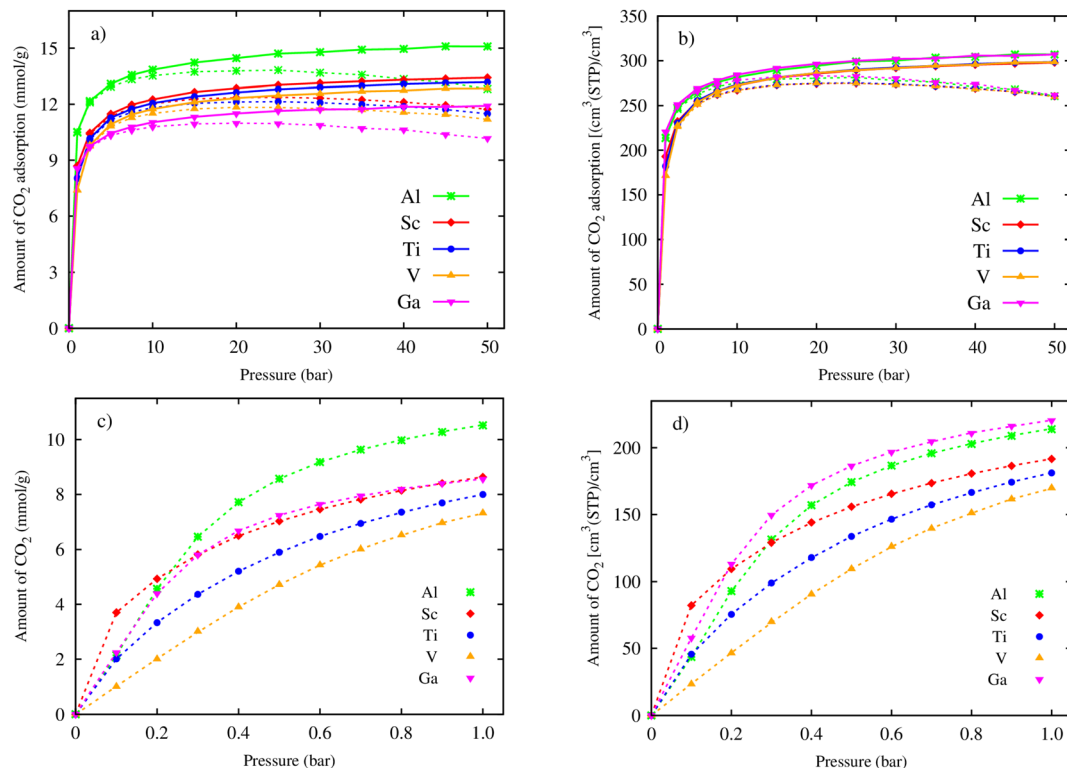 a)
Amount of CO2 adsorption (mmol/g)
15
12
9
6
3
0
Al
Sc
Ti
V
Ga
0 10 20 30 40 50
Pressure (bar)
b)
Amount of CO2 adsorption [(cm3(STP)/cm3]
350
300
250
200
150
100
50
0
Al
Sc
Ti
V
Ga
0 10 20 30 40 50
Pressure (bar)
c)
Amount of CO2 (mmol/g)
10
8
6
4
2
0
Al
Sc
Ti
V
Ga
0 0.2 0.4 0.6 0.8 1.0
Pressure (bar)
d)
Amount of CO2 [cm3(STP)/cm3]
200
150
100
50
0
Al
Sc
Ti
V
Ga
0 0.2 0.4 0.6 0.8 1.0
Pressure (bar)